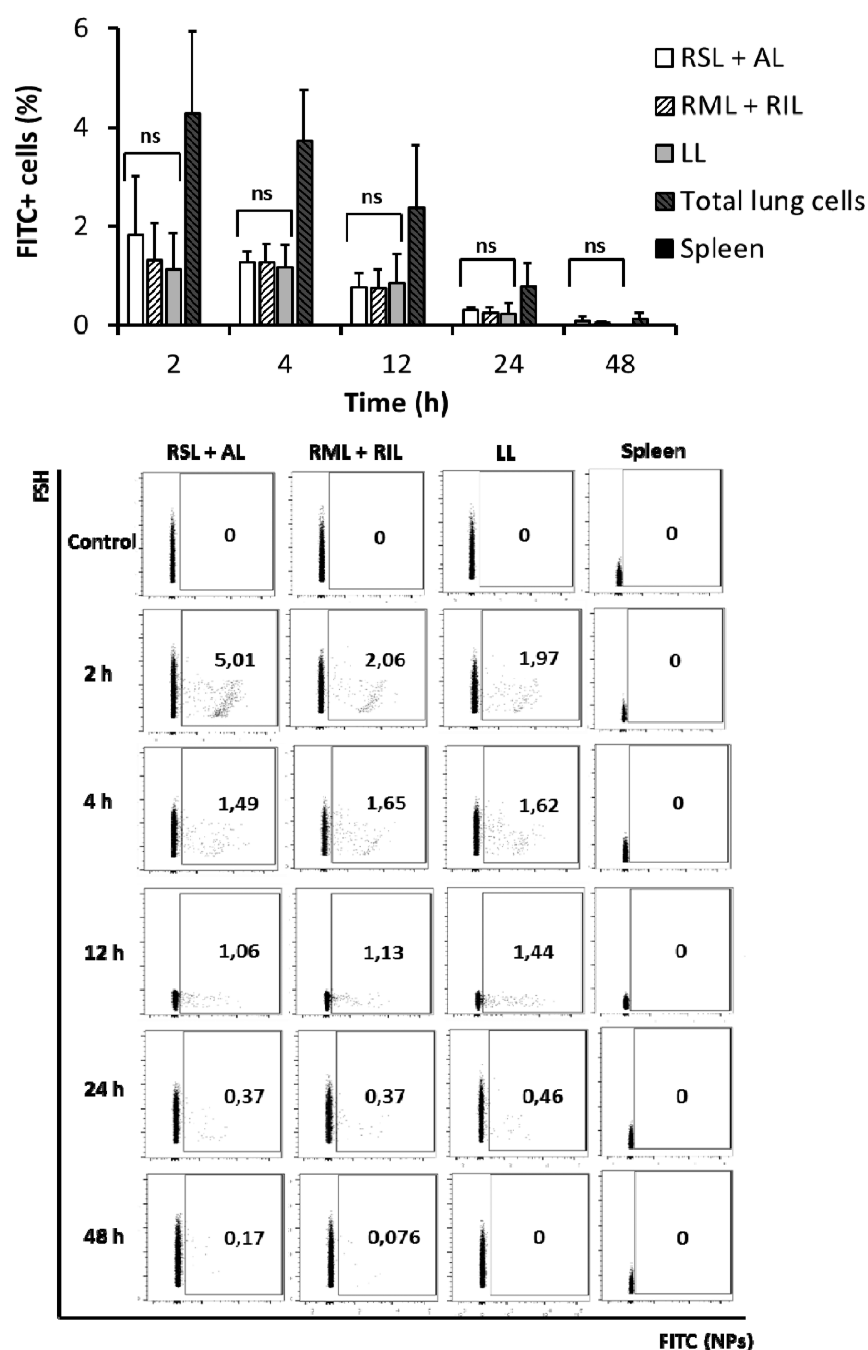 6
4
2
0
FITC+ cells (%)
ns
ns
ns
ns
ns
RSL + AL
RML + RIL
LL
Total lung cells
Spleen
2 4 12 24 48
Time (h)
RSL + AL RML + RIL LL Spleen
FSH
Control 0 0 0 0
2 h 5,01 2,06 1,97 0
4 h 1,49 1,65 1,62 0
12 h 1,06 1,13 1,44 0
24 h 0,37 0,37 0,46 0
48 h 0,17 0,076 0 0
FITC (NPs)